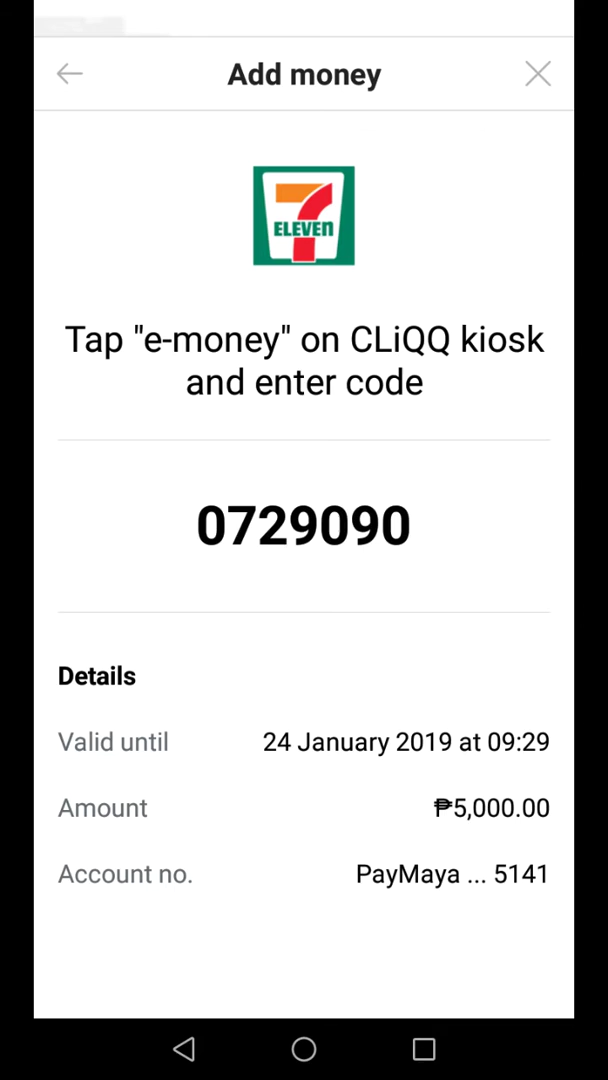 Add money
7
ELEVEn
Tap "e-money" on CLiQQ kiosk
and enter code
0729090
Details
Valid until 24 January 2019 at 09:29
Amount ₱5,000.00
Account no. PayMaya ... 5141